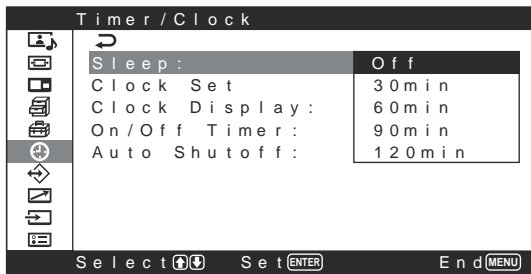 Timer/Clock
Sleep: Off
Clock Set 30min
Clock Display: 60min
On/Off Timer: 90min
Auto Shutoff: 120min
Select Set ENTER End MENU